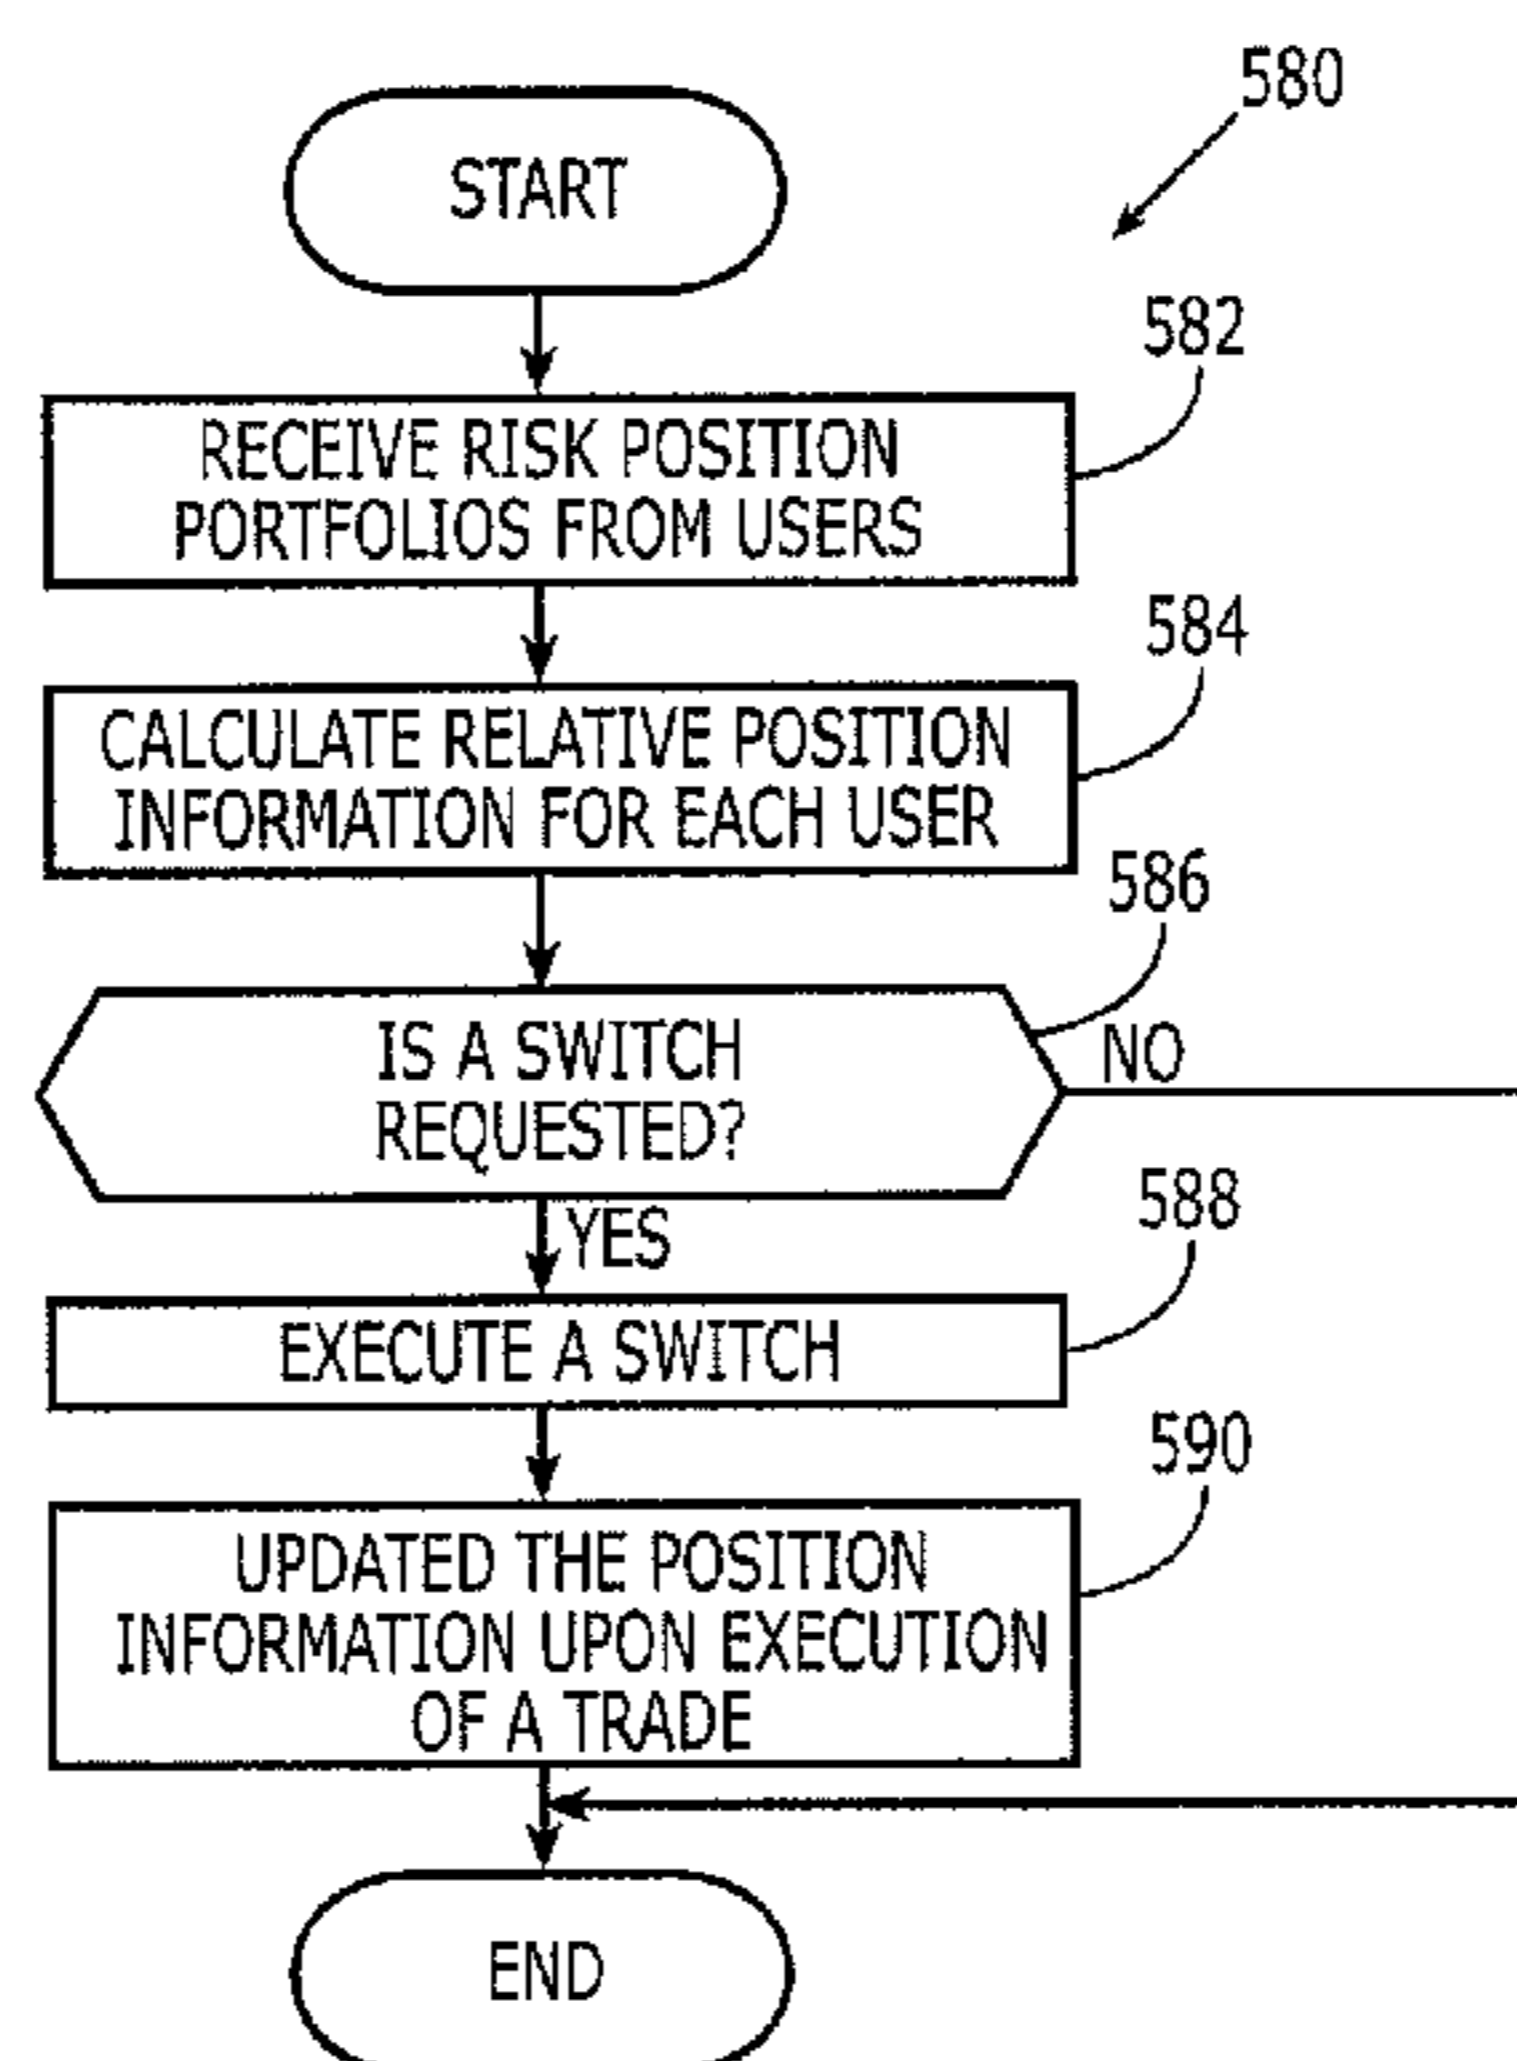 580
START
582
RECEIVE RISK POSITION
PORTFOLIOS FROM USERS
584
CALCULATE RELATIVE POSITION
INFORMATION FOR EACH USER
586
IS A SWITCH
REQUESTED?
NO
YES
588
EXECUTE A SWITCH
590
UPDATED THE POSITION
INFORMATION UPON EXECUTION
OF A TRADE
END